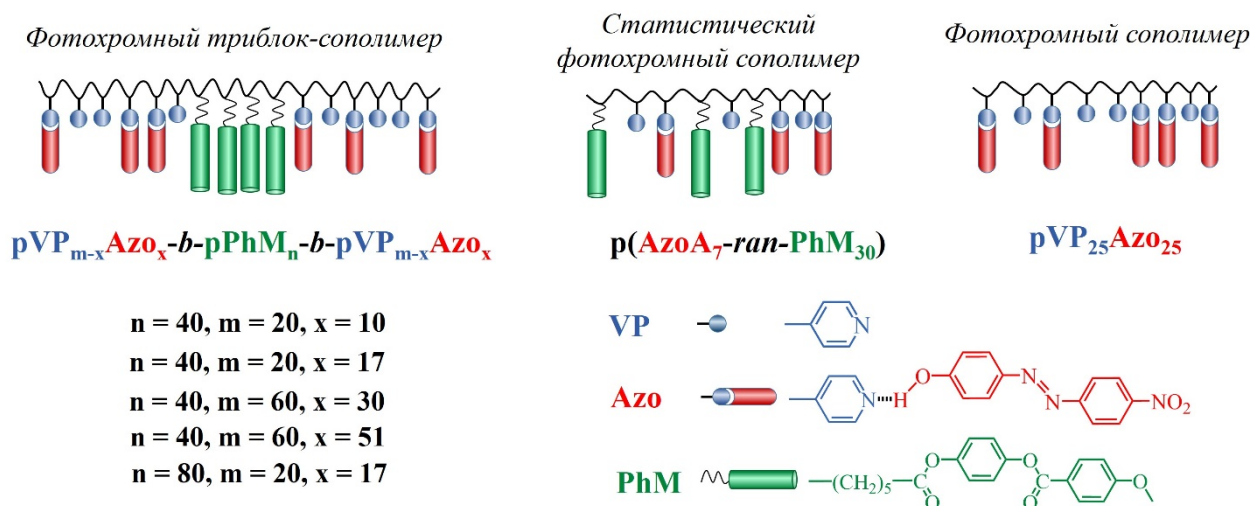 Фотохромный триблок-сополимер
Статистический
фотохромный сополимер
Фотохромный сополимер
pVPm-xAzox-b-pPhMn-b-pVPm-xAzox
p(AzoA7-ran-PhM30)
pVP25Azo25
n = 40, m = 20, x = 10
n = 40, m = 20, x = 17
n = 40, m = 60, x = 30
n = 40, m = 60, x = 51
n = 80, m = 20, x = 17
VP
N
Azo
N H O N N NO2
PhM
(CH2)5 O O O O O